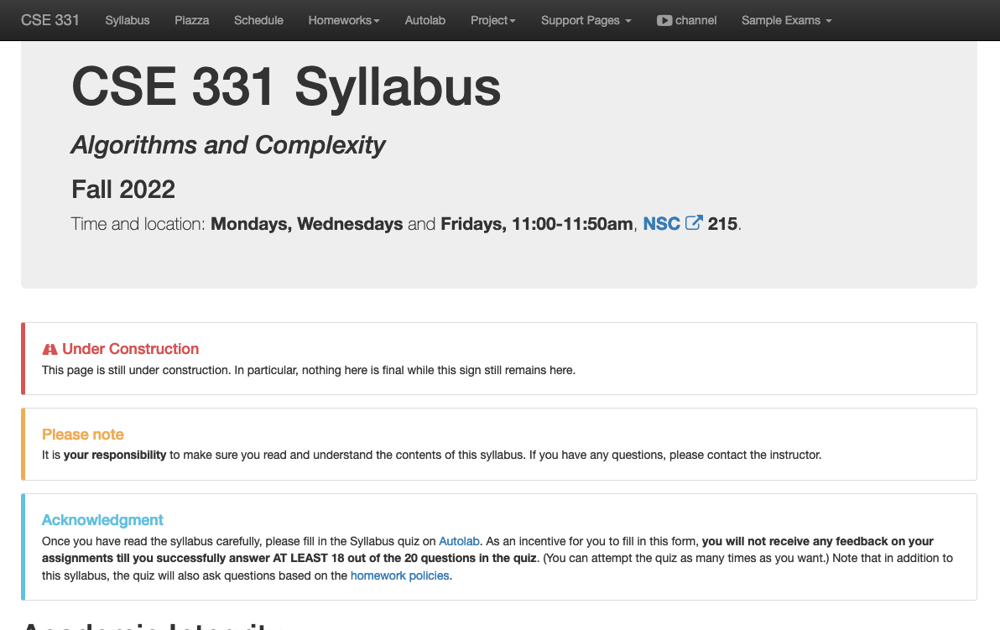 CSE 331 Syllabus Piazza Schedule Homeworks Autolab Project Support Pages channel Sample Exams
CSE 331 Syllabus
Algorithms and Complexity
Fall 2022
Time and location: Mondays, Wednesdays and Fridays, 11:00-11:50am, NSC 215.
Under Construction
This page is still under construction. In particular, nothing here is final while this sign still remains here.
Please note
It is your responsibility to make sure you read and understand the contents of this syllabus. If you have any questions, please contact the instructor.
Acknowledgment
Once you have read the syllabus carefully, please fill in the Syllabus quiz on Autolab. As an incentive for you to fill in this form, you will not receive any feedback on your
assignments till you successfully answer AT LEAST 18 out of the 20 questions in the quiz. (You can attempt the quiz as many times as you want.) Note that in addition to
this syllabus, the quiz will also ask questions based on the homework policies.
Academic Integrity